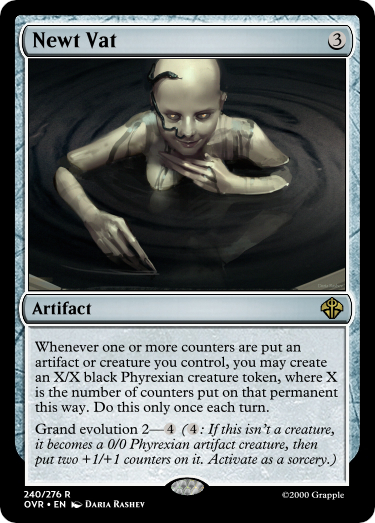 Newt Vat 3
Artifact
Whenever one or more counters are put an
artifact or creature you control, you may create
an X/X black Phyrexian creature token, where X
is the number of counters put on that permanent
this way. Do this only once each turn.
Grand evolution 2—4 (4: If this isn't a creature,
it becomes a 0/0 Phyrexian artifact creature, then
put two +1/+1 counters on it. Activate as a sorcery.)
240/276 R
OVR • EN Daria Rashev
©2000 Grapple